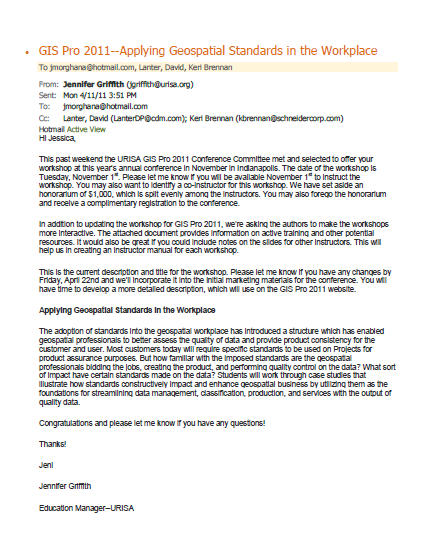 GIS Pro 2011--Applying Geospatial Standards in the Workplace
To jmorghana@hotmail.com, Lanter, David, Keri Brennan
From: Jennifer Griffith (jgriffith@urisa.org)
Sent: Mon 4/11/11 3:51 PM
To: jmorghana@hotmail.com
Cc: Lanter, David (LanterDP@cdm.com); Keri Brennan (kbrennan@schneidercorp.com)
Hotmail Active View
Hi Jessica,
This past weekend the URISA GIS Pro 2011 Conference Committee met and selected to offer your
workshop at this year's annual conference in November in Indianapolis. The date of the workshop is
Tuesday, November 1st. Please let me know if you will be available November 1st to instruct the
workshop. You may also want to identify a co-instructor for this workshop. We have set aside an
honorarium of $1,000, which is split evenly among the instructors. You may also forego the honorarium
and receive a complimentary registration to the conference.
In addition to updating the workshop for GIS Pro 2011, we're asking the authors to make the workshops
more interactive. The attached document provides information on active training and other potential
resources. It would also be great if you could include notes on the slides for other instructors. This will
help us in creating an instructor manual for each workshop.
This is the current description and title for the workshop. Please let me know if you have any changes by
Friday, April 22nd and we'll incorporate it into the initial marketing materials for the conference. You will
have time to develop a more detailed description, which will use on the GIS Pro 2011 website.
Applying Geospatial Standards in the Workplace
The adoption of standards into the geospatial workplace has introduced a structure which has enabled
geospatial professionals to better assess the quality of data and provide product consistency for the
customer and user. Most customers today will require specific standards to be used on Projects for
product assurance purposes. But how familiar with the imposed standards are the geospatial
professionals bidding the jobs, creating the product, and performing quality control on the data? What sort
of impact have certain standards made on the data? Students will work through case studies that
illustrate how standards constructively impact and enhance geospatial business by utilizing them as the
foundations for streamlining data management, classification, production, and services with the output of
quality data.
Congratulations and please let me know if you have any questions!
Thanks!
Jeni
Jennifer Griffith
Education Manager--URISA